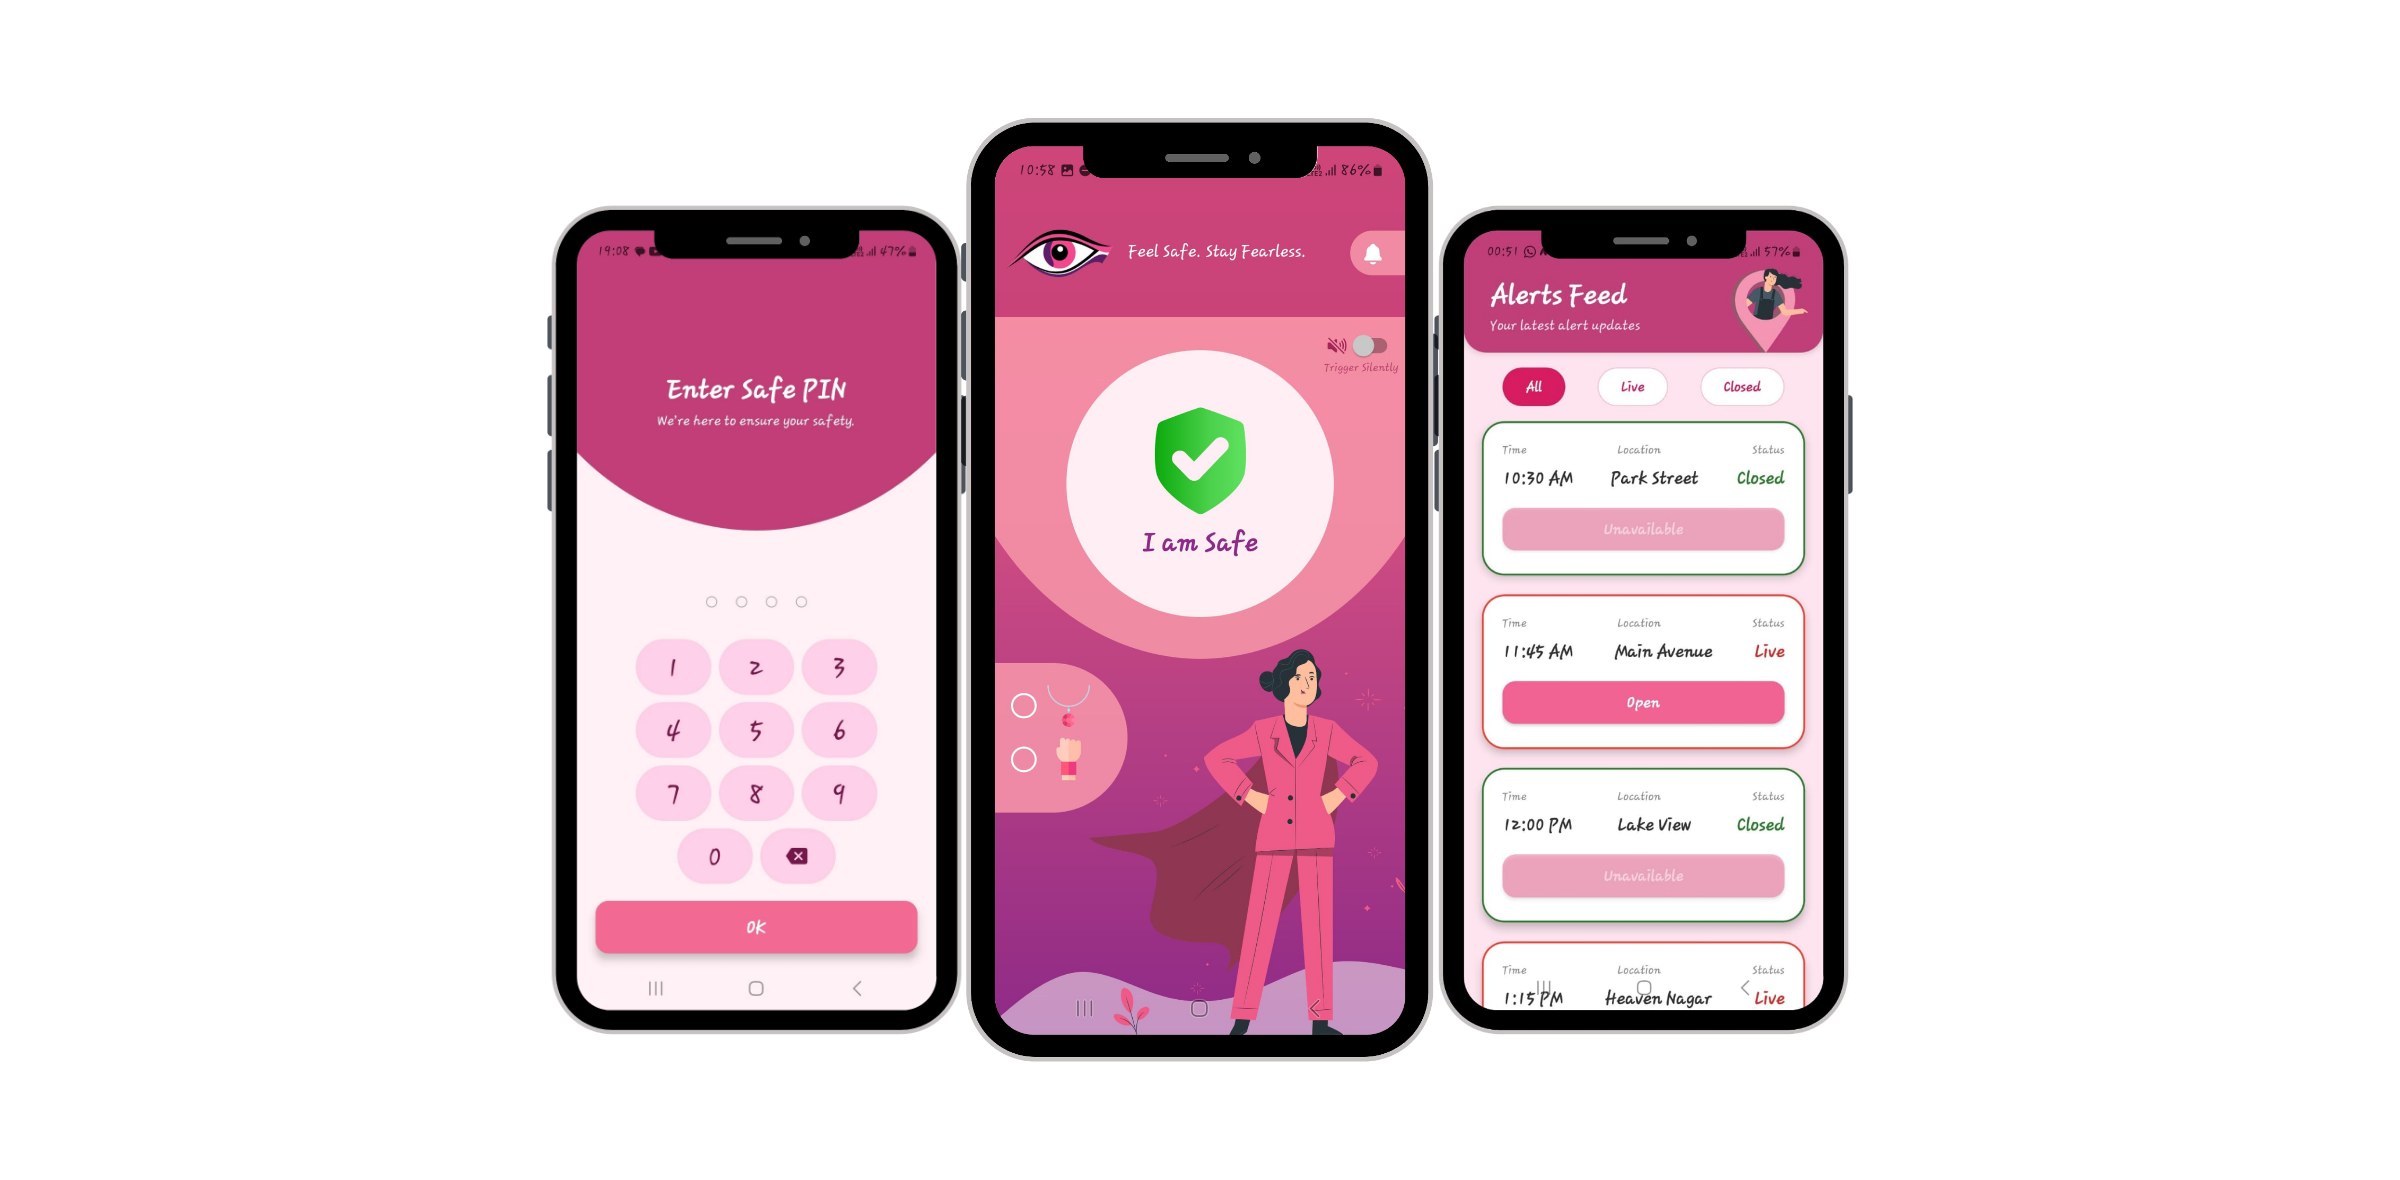 19:08
47%
Enter Safe PIN
We're here to ensure your safety.
1 2 3
4 5 6
7 8 9
0
OK
10:58
86%
Feel Safe. Stay Fearless.
Trigger Silently
I am Safe
00:51
57%
Alerts Feed
Your latest alert updates
All Live Closed
Time Location Status
10:30 AM Park Street Closed
Unavailable
Time Location Status
11:45 AM Main Avenue Live
Open
Time Location Status
12:00 PM Lake View Closed
Unavailable
Time Location Status
1:15 PM Heaven Nagar Live